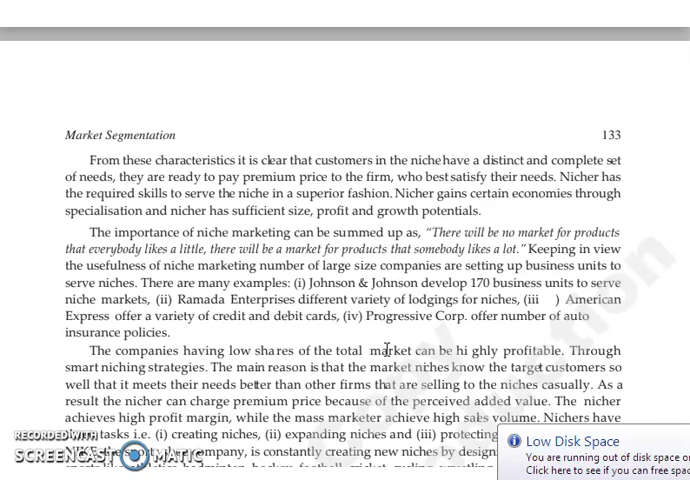 Market Segmentation 133
From these characteristics it is clear that customers in the niche have a distinct and complete set
of needs, they are ready to pay premium price to the firm, who best satisfy their needs. Nicher has
the required skills to serve the niche in a superior fashion. Nicher gains certain economies through
specialisation and nicher has sufficient size, profit and growth potentials.
The importance of niche marketing can be summed up as, “There will be no market for products
that everybody likes a little, there will be a market for products that somebody likes a lot.” Keeping in view
the usefulness of niche marketing number of large size companies are setting up business units to
serve niches. There are many examples: (i) Johnson & Johnson develop 170 business units to serve
niche markets, (ii) Ramada Enterprises different variety of lodgings for niches, (iii ) American
Express offer a variety of credit and debit cards, (iv) Progressive Corp. offer number of auto
insurance policies.
The companies having low shares of the total market can be highly profitable. Through
smart niching strategies. The main reason is that the market niches know the target customers so
well that it meets their needs better than other firms that are selling to the niches casually. As a
result the nicher can charge premium price because of the perceived added value. The nicher
achieves high profit margin, while the mass marketer achieve high sales volume. Nichers have
tasks i.e. (i) creating niches, (ii) expanding niches and (iii) protecting
company, is constantly creating new niches by
RECORDED WITH
SCREENCAST MATIC
Low Disk Space
You are running out of disk space o
Click here to see if you can free spac